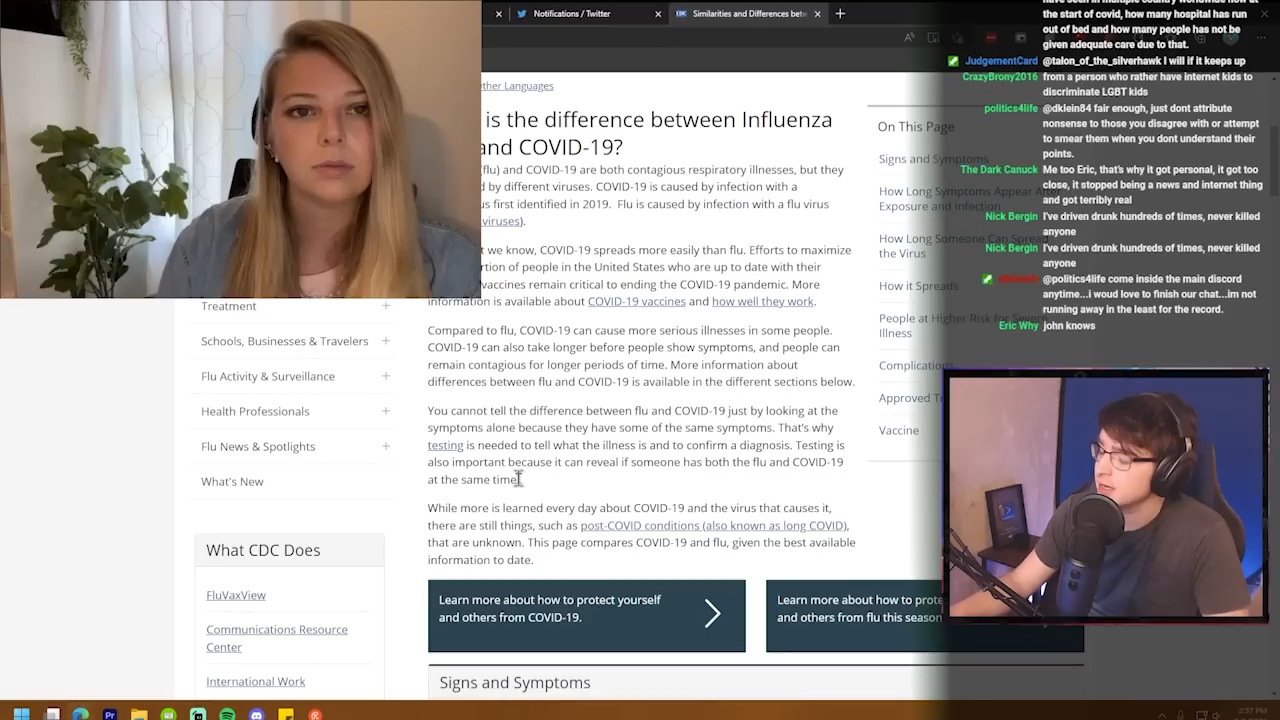 Notifications / Twitter
Similarities and Differences betw
Other Languages
is the difference between Influenza
and COVID-19?
(flu) and COVID-19 are both contagious respiratory illnesses, but they
d by different viruses. COVID-19 is caused by infection with a
us first identified in 2019. Flu is caused by infection with a flu virus
viruses).
t we know, COVID-19 spreads more easily than flu. Efforts to maximize
rtion of people in the United States who are up to date with their
vaccines remain critical to ending the COVID-19 pandemic. More
information is available about COVID-19 vaccines and how well they work.
Compared to flu, COVID-19 can cause more serious illnesses in some people.
COVID-19 can also take longer before people show symptoms, and people can
remain contagious for longer periods of time. More information about
differences between flu and COVID-19 is available in the different sections below.
You cannot tell the difference between flu and COVID-19 just by looking at the
symptoms alone because they have some of the same symptoms. That's why
testing is needed to tell what the illness is and to confirm a diagnosis. Testing is
also important because it can reveal if someone has both the flu and COVID-19
at the same time.
While more is learned every day about COVID-19 and the virus that causes it,
there are still things, such as post-COVID conditions (also known as long COVID),
that are unknown. This page compares COVID-19 and flu, given the best available
information to date.
Learn more about how to protect yourself
and others from COVID-19.
Learn more about how to prote
and others from flu this season
Signs and Symptoms
Treatment
Schools, Businesses & Travelers
Flu Activity & Surveillance
Health Professionals
Flu News & Spotlights
What's New
What CDC Does
FluVaxView
Communications Resource
Center
International Work
On This Page
Signs and Symptoms
How Long Symptoms Appear After
Exposure and Infection
How Long Someone Can Spread
the Virus
How it Spreads
People at Higher Risk for Severe
Illness
Complications
Approved T
Vaccine
have seen in multiple country worldwide now at
the start of covid, how many hospital has run
out of bed and how many people has not be
given adequate care due to that.
JudgementCard @talon_of_the_silverhawk I will if it keeps up
CrazyBrony2016 from a person who rather have internet kids to
discriminate LGBT kids
politics4life @dklein84 fair enough, just dont attribute
nonsense to those you disagree with or attempt
to smear them when you dont understand their
points.
The Dark Canuck Me too Eric, that's why it got personal, it got too
close, it stopped being a news and internet thing
and got terribly real
Nick Bergin I've driven drunk hundreds of times, never killed
anyone
Nick Bergin I've driven drunk hundreds of times, never killed
anyone
@politics4life come inside the main discord
anytime...i woud love to finish our chat...im not
running away in the least for the record.
Eric Why john knows
2:37 PM